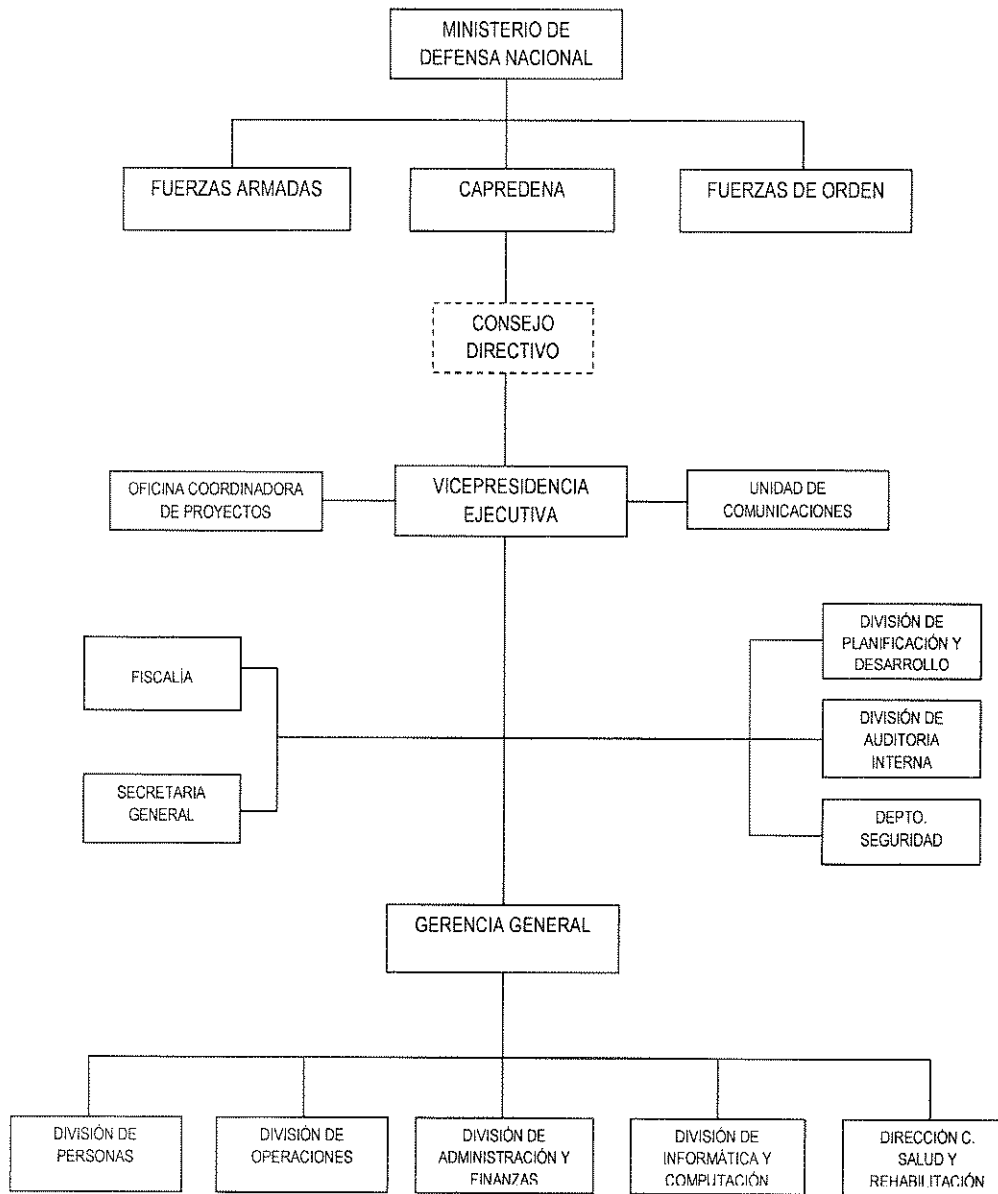 MINISTERIO DE
DEFENSA NACIONAL
FUERZAS ARMADAS
CAPREDENA
FUERZAS DE ORDEN
CONSEJO
DIRECTIVO
OFICINA COORDINADORA
DE PROYECTOS
VICEPRESIDENCIA
EJECUTIVA
UNIDAD DE
COMUNICACIONES
FISCALÍA
SECRETARIA
GENERAL
DIVISIÓN DE
PLANIFICACIÓN Y
DESARROLLO
DIVISIÓN DE
AUDITORIA
INTERNA
DEPTO.
SEGURIDAD
GERENCIA GENERAL
DIVISIÓN DE
PERSONAS
DIVISIÓN DE
OPERACIONES
DIVISIÓN DE
ADMINISTRACIÓN Y
FINANZAS
DIVISIÓN DE
INFORMÁTICA Y
COMPUTACIÓN
DIRECCIÓN C.
SALUD Y
REHABILITACIÓN